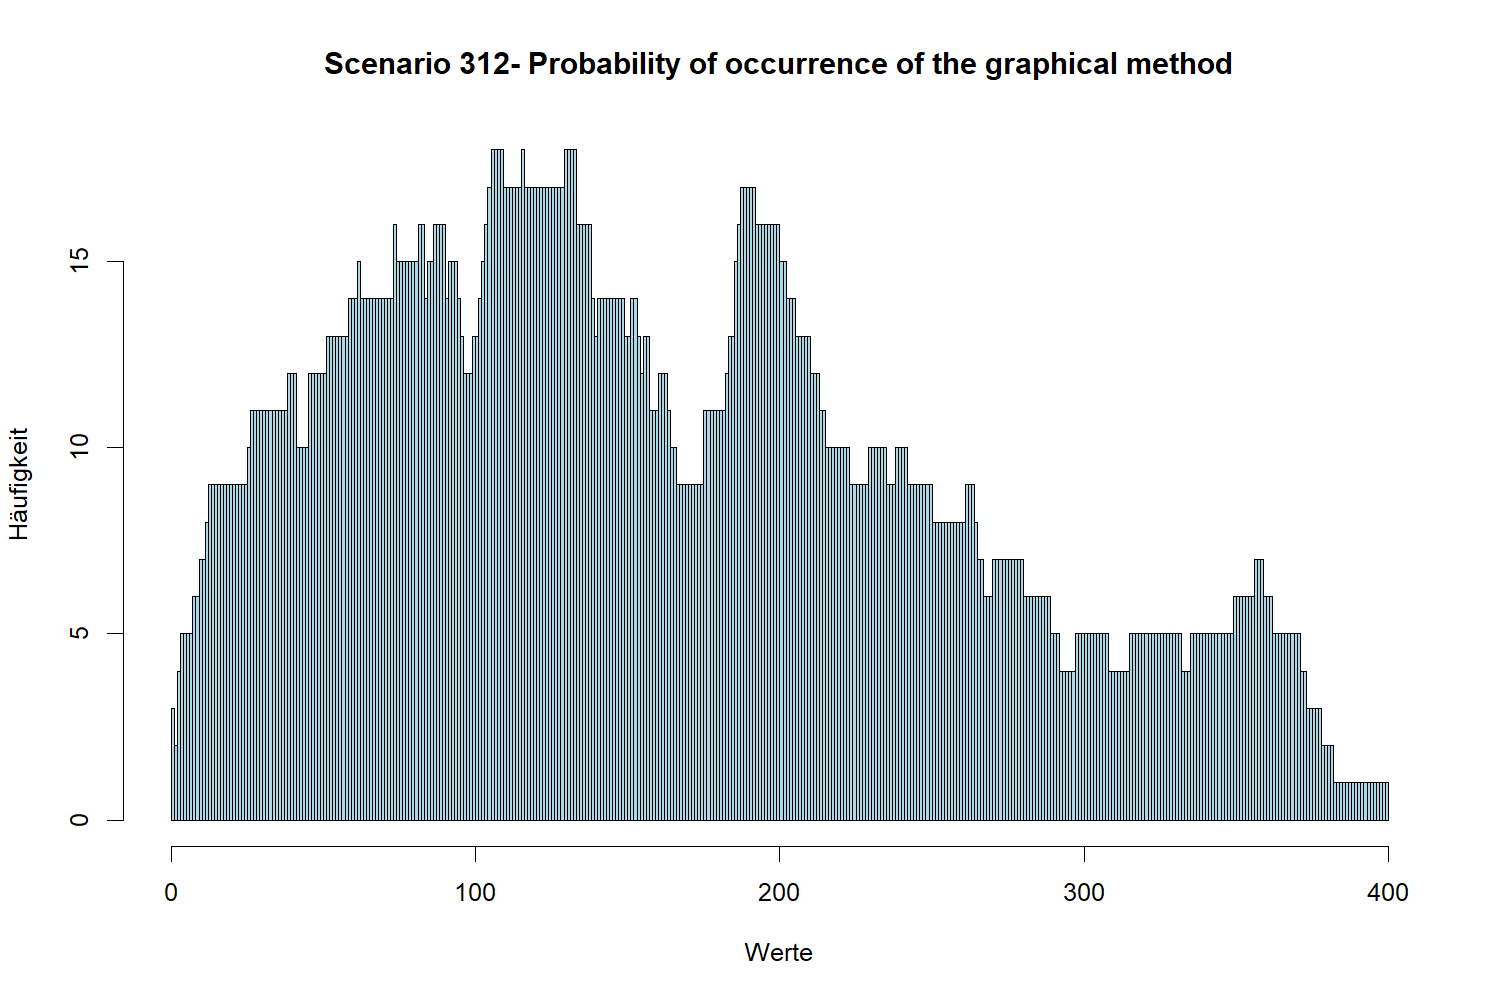 Scenario 312- Probability of occurrence of the graphical method
Häufigkeit
15
10
5
0
0 100 200 300 400
Werte